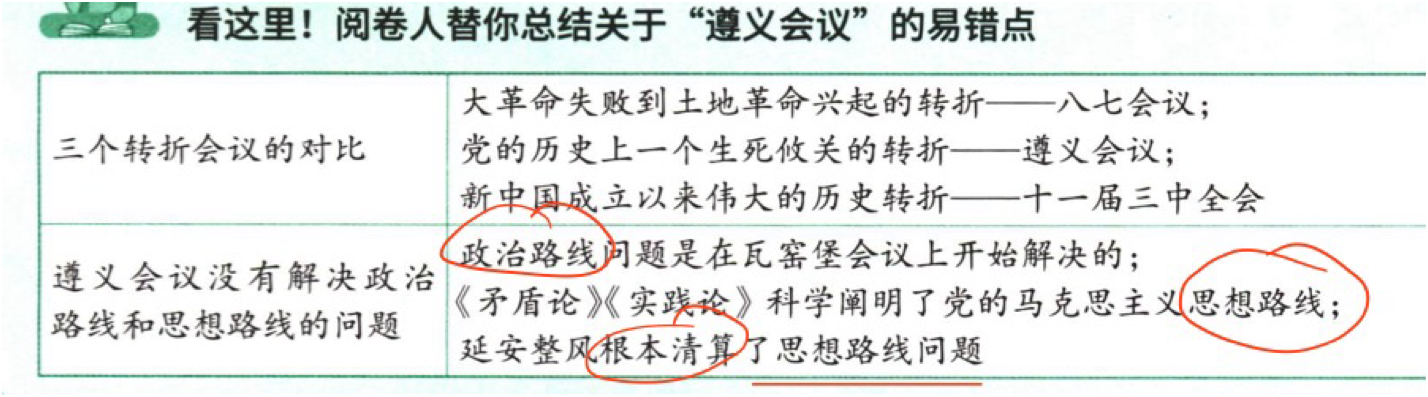 看这里！阅卷人替你总结关于“遵义会议”的易错点
三个转折会议的对比
大革命失败到土地革命兴起的转折——八七会议；
党的历史上一个生死攸关的转折——遵义会议；
新中国成立以来伟大的历史转折——十一届三中全会
遵义会议没有解决政治
路线和思想路线的问题
政治路线问题是在瓦窑堡会议上开始解决的；
《矛盾论》《实践论》科学阐明了党的马克思主义思想路线；
延安整风根本清算了思想路线问题